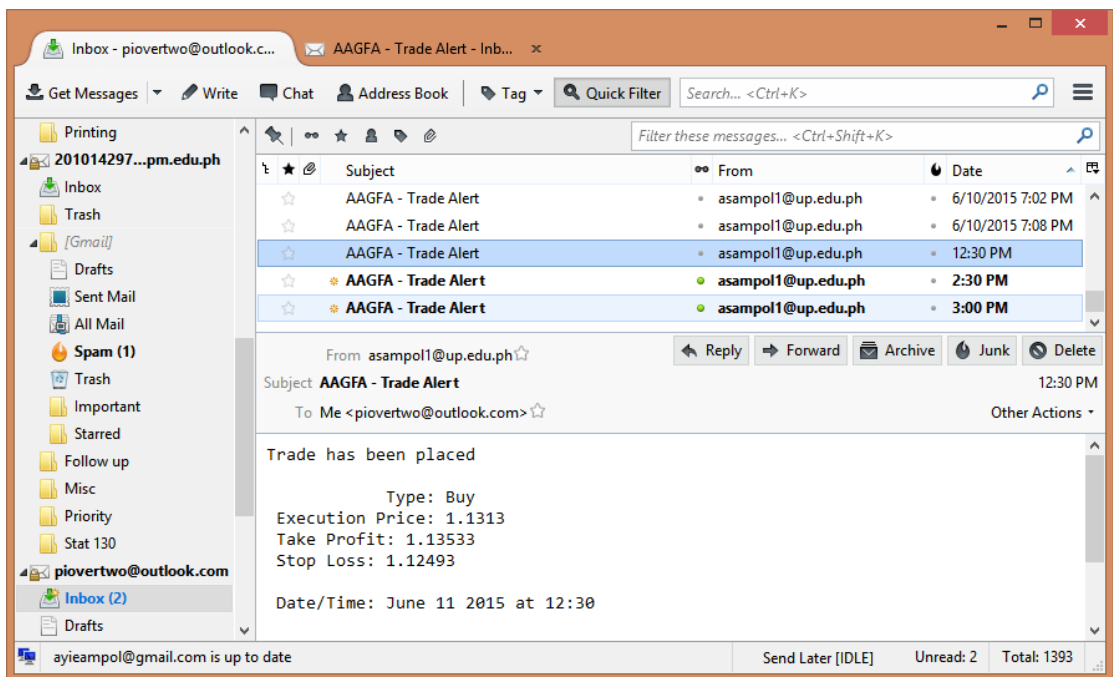 Inbox - piovertwo@outlook.c...
AAGFA - Trade Alert - Inb... ×
Get Messages Write Chat Address Book Tag Quick Filter Search... <Ctrl+K>
Filter these messages... <Ctrl+Shift+K>
Subject From Date
AAGFA - Trade Alert asampol1@up.edu.ph 6/10/2015 7:02 PM
AAGFA - Trade Alert asampol1@up.edu.ph 6/10/2015 7:08 PM
AAGFA - Trade Alert asampol1@up.edu.ph 12:30 PM
AAGFA - Trade Alert asampol1@up.edu.ph 2:30 PM
AAGFA - Trade Alert asampol1@up.edu.ph 3:00 PM
Printing
201014297...pm.edu.ph
Inbox
Trash
[Gmail]
Drafts
Sent Mail
All Mail
Spam (1)
Trash
Important
Starred
Follow up
Misc
Priority
Stat 130
piovertwo@outlook.com
Inbox (2)
Drafts
From asampol1@up.edu.ph Reply Forward Archive Junk Delete
Subject AAGFA - Trade Alert 12:30 PM
To Me <piovertwo@outlook.com> Other Actions
Trade has been placed
Type: Buy
Execution Price: 1.1313
Take Profit: 1.13533
Stop Loss: 1.12493
Date/Time: June 11 2015 at 12:30
ayieampol@gmail.com is up to date Send Later [IDLE] Unread: 2 Total: 1393